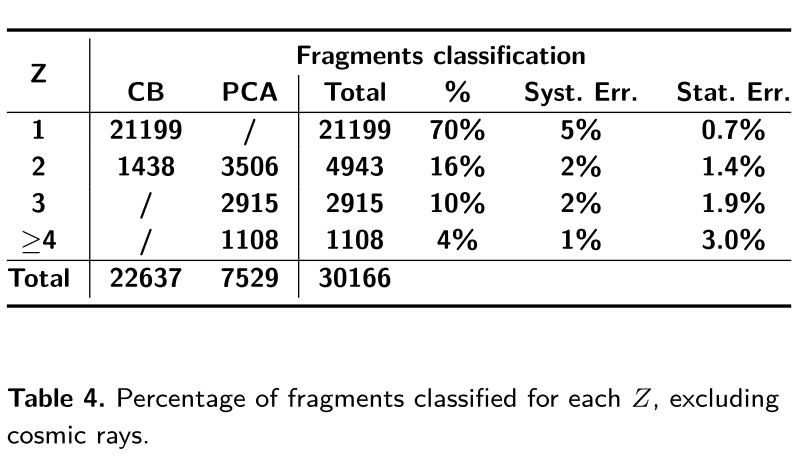 Z Fragments classification
CB PCA Total % Syst. Err. Stat. Err.
1 21199 / 21199 70% 5% 0.7%
2 1438 3506 4943 16% 2% 1.4%
3 / 2915 2915 10% 2% 1.9%
≥4 / 1108 1108 4% 1% 3.0%
Total 22637 7529 30166
Table 4. Percentage of fragments classified for each Z, excluding
cosmic rays.